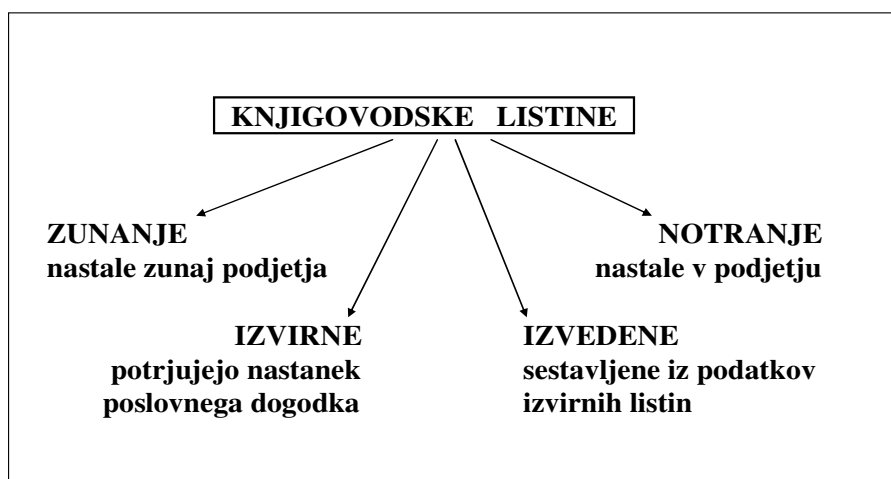 KNJIGOVODSKE LISTINE
ZUNANJE
nastale zunaj podjetja
NOTRANJE
nastale v podjetju
IZVIRNE
potrjujejo nastanek
poslovnega dogodka
IZVEDENE
sestavljene iz podatkov
izvirnih listin